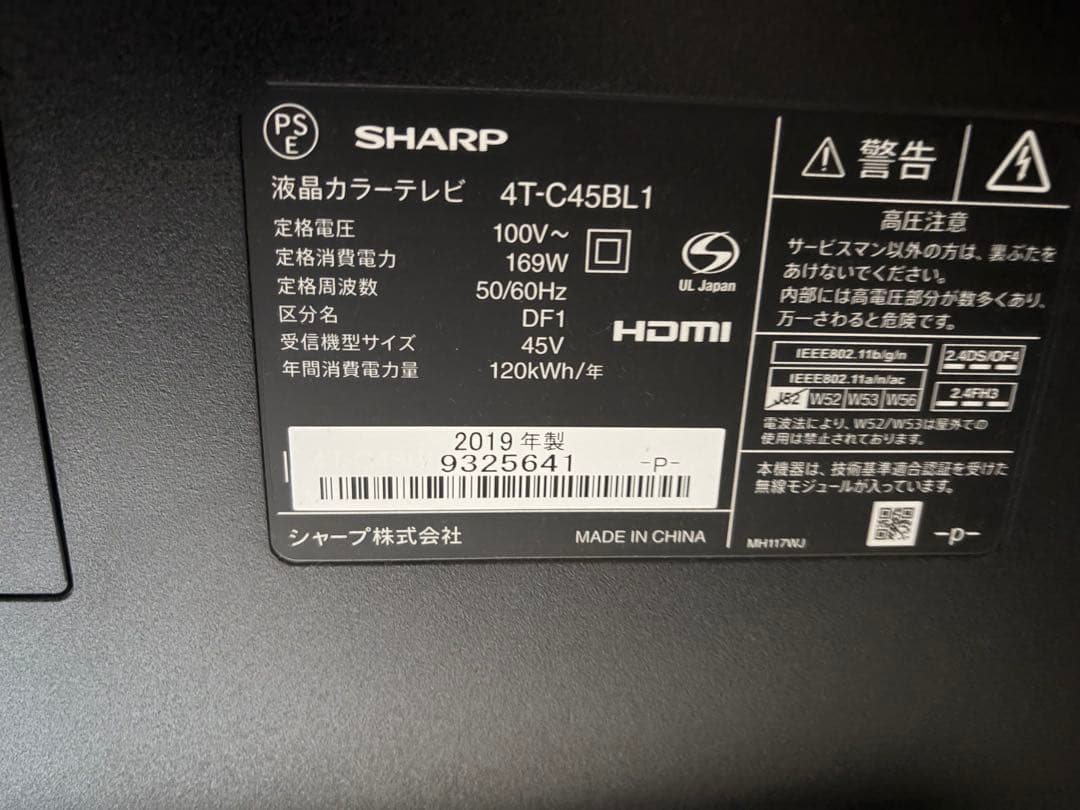 PS
E
SHARP
液晶カラーテレビ 4T-C45BL1
定格電圧 100V～
定格消費電力 169W
定格周波数 50/60Hz
区分名 DF1
受信機型サイズ 45V
年間消費電力量 120kWh/年
UL Japan
HDMI
2019年製
9325641 -P-
シャープ株式会社 MADE IN CHINA
警告
高圧注意
サービスマン以外の方は、裏ぶたを
あけないでください。
内部には高電圧部分が数多くあり、
万一さわると危険です。
IEEE802.11b/g/n
2.4DS/OF4
IEEE802.11a/n/ac
J52 W52 W53 W56
2.4FH3
電波法により、W52/W53は屋外での
使用は禁止されております。
本機器は、技術基準適合認証を受けた
無線モジュールが入っています。
MH117WJ -p-